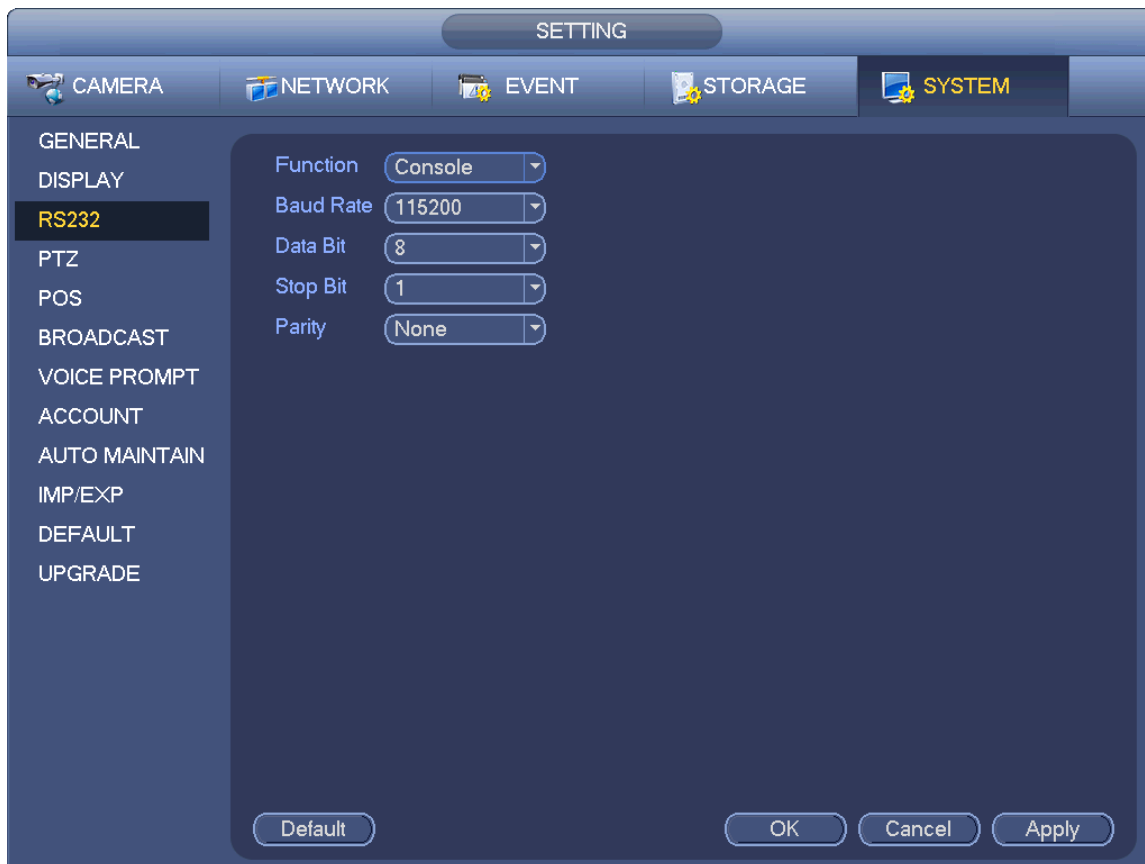 SETTING
CAMERA NETWORK EVENT STORAGE SYSTEM
GENERAL
DISPLAY
RS232
PTZ
POS
BROADCAST
VOICE PROMPT
ACCOUNT
AUTO MAINTAIN
IMP/EXP
DEFAULT
UPGRADE
Function Console
Baud Rate 115200
Data Bit 8
Stop Bit 1
Parity None
Default OK Cancel Apply